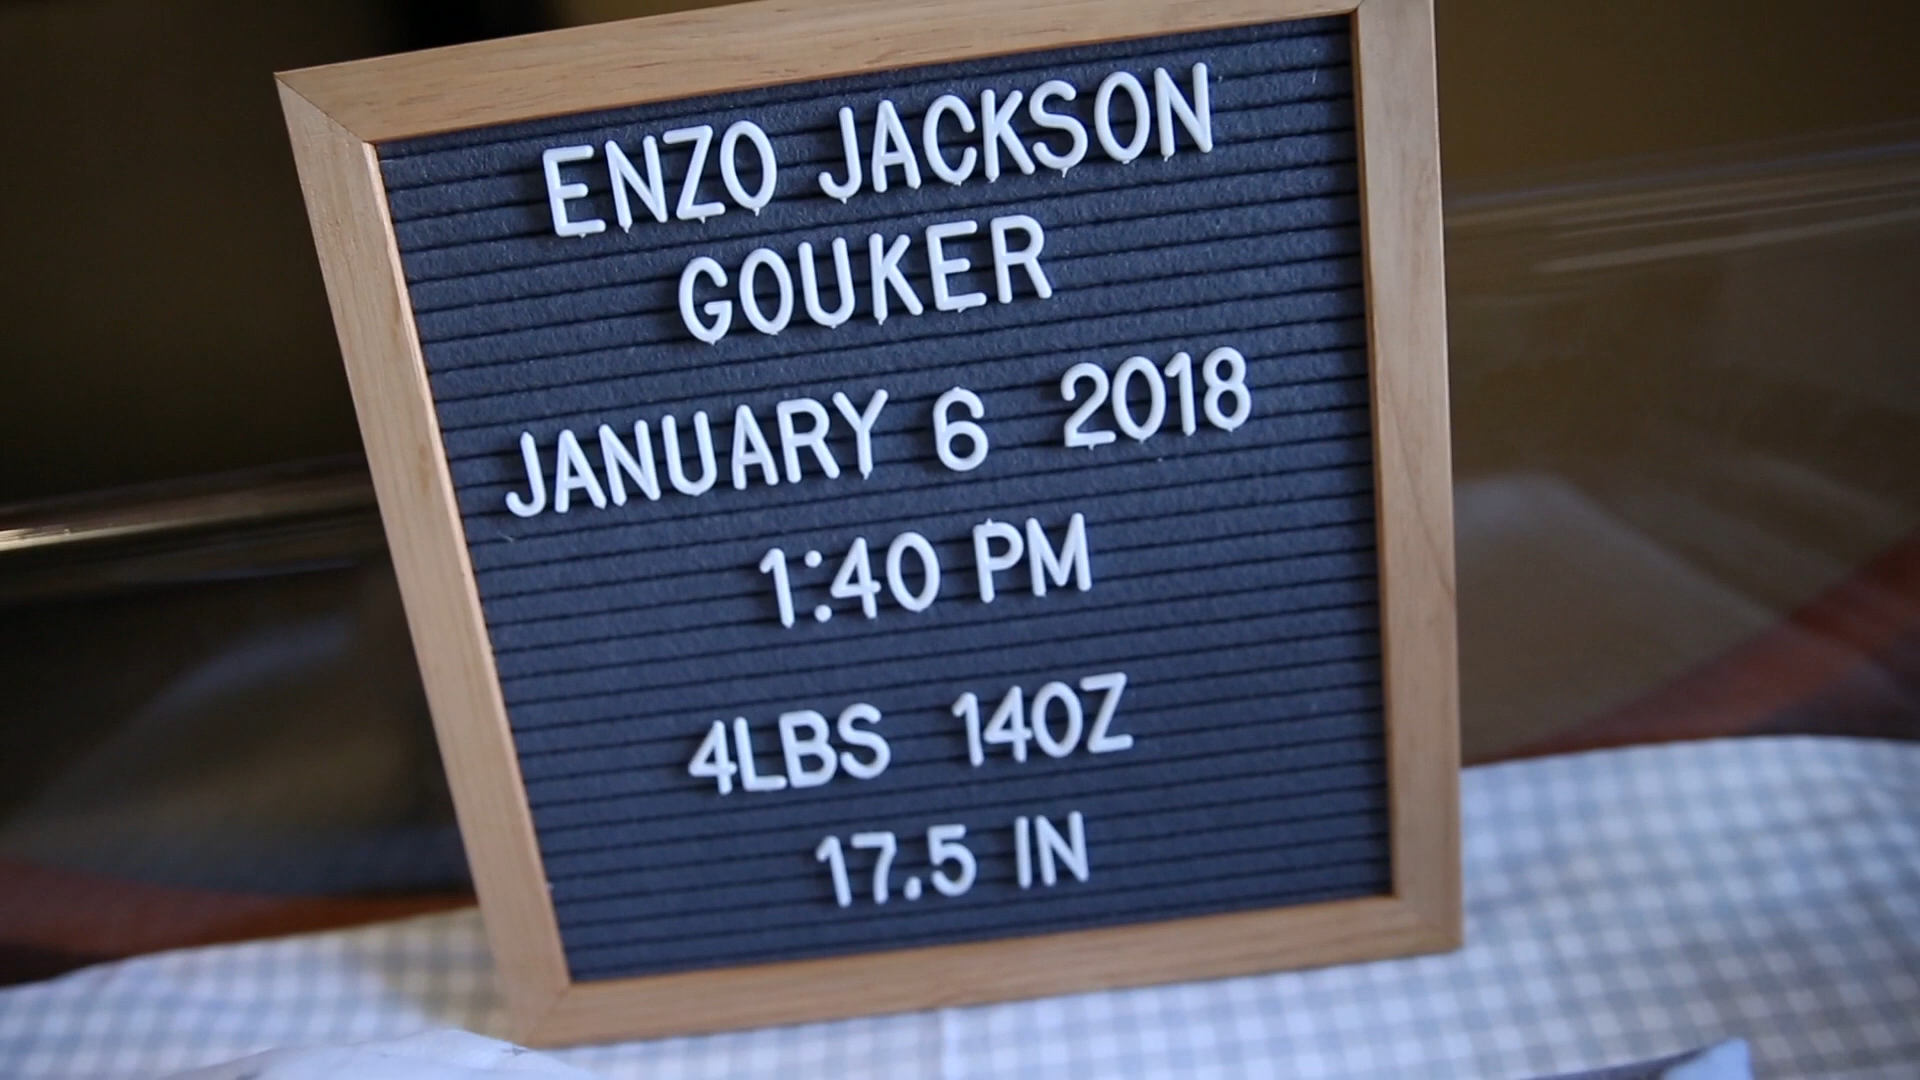 ENZO JACKSON
GOUKER
JANUARY 6 2018
1:40 PM
4LBS 14OZ
17.5 IN